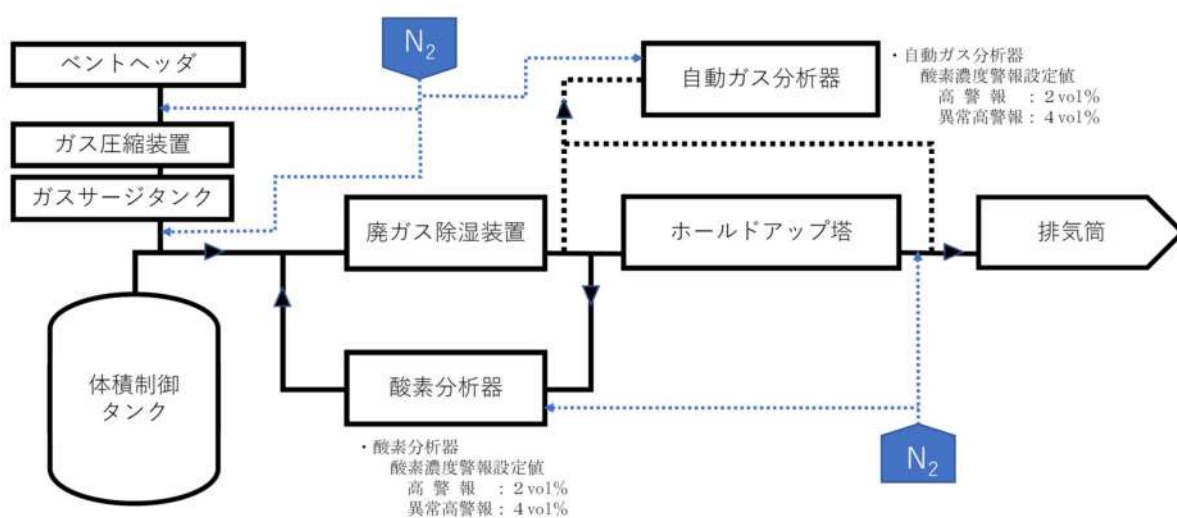 ベントヘッダ
N₂
自動ガス分析器
・自動ガス分析器
酸素濃度警報設定値
高 警 報 : 2 vol%
異常高警報 : 4 vol%
ガス圧縮装置
ガスサージタンク
廃ガス除湿装置
ホールドアップ塔
排気筒
体積制御
タンク
酸素分析器
N₂
・酸素分析器
酸素濃度警報設定値
高 警 報 : 2 vol%
異常高警報 : 4 vol%